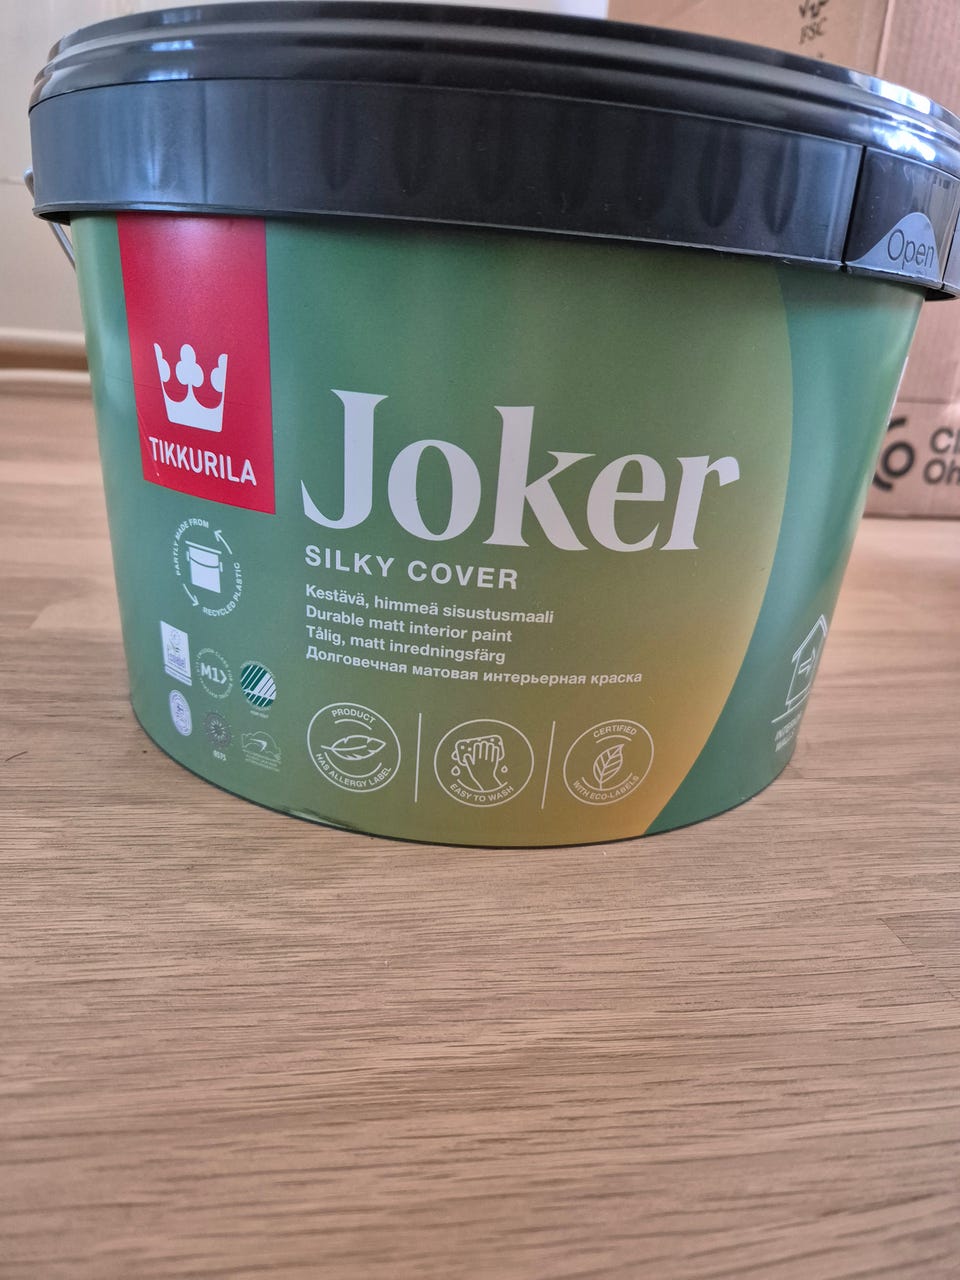 FSC
Open
TIKKURILA
Joker
SILKY COVER
Kestävä, himmeä sisustusmaali
Durable matt interior paint
Tålig, matt inredningsfärg
Долговечная матовая интерьерная краска
PARTLY MADE FROM
RECYCLED PLASTIC
M1
PRODUCT
HAS ALLERGY LABEL
EASY TO WASH
CERTIFIED
WITH ECO-LABELS